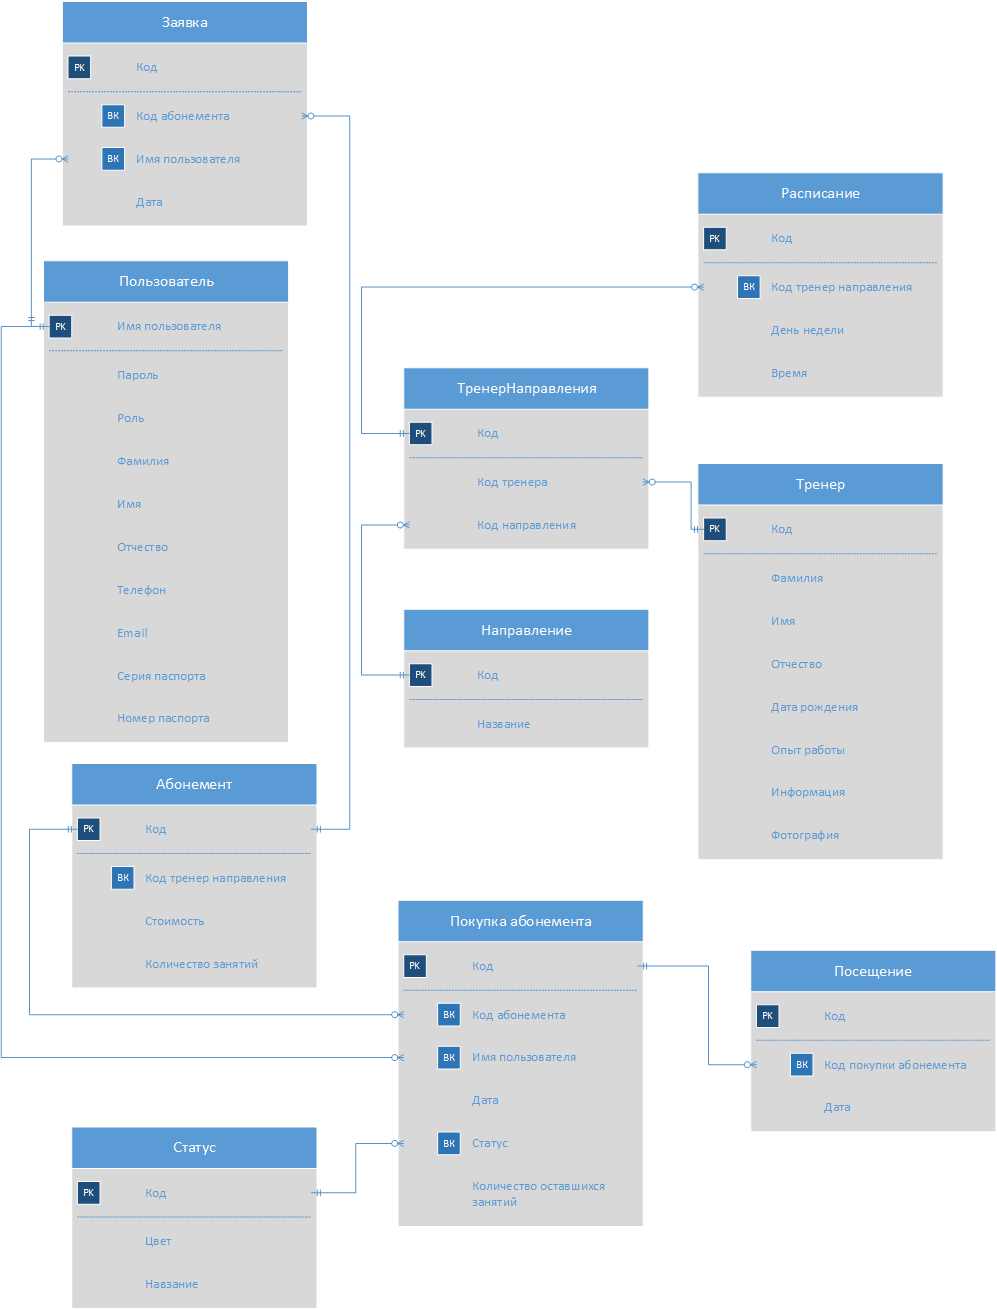 Заявка
PK
Код
ВК
Код абонемента
ВК
Имя пользователя
Дата
Расписание
PK
Код
ВК
Код тренер направления
День недели
Время
Пользователь
PK
Имя пользователя
Пароль
Роль
Фамилия
Имя
Отчество
Телефон
Email
Серия паспорта
Номер паспорта
ТренерНаправления
PK
Код
Код тренера
Код направления
Тренер
PK
Код
Фамилия
Имя
Отчество
Дата рождения
Опыт работы
Информация
Фотография
Направление
PK
Код
Название
Абонемент
PK
Код
ВК
Код тренер направления
Стоимость
Количество занятий
Покупка абонемента
PK
Код
ВК
Код абонемента
ВК
Имя пользователя
Дата
ВК
Статус
Количество оставшихся
занятий
Посещение
PK
Код
ВК
Код покупки абонемента
Дата
Статус
PK
Код
Цвет
Навзание